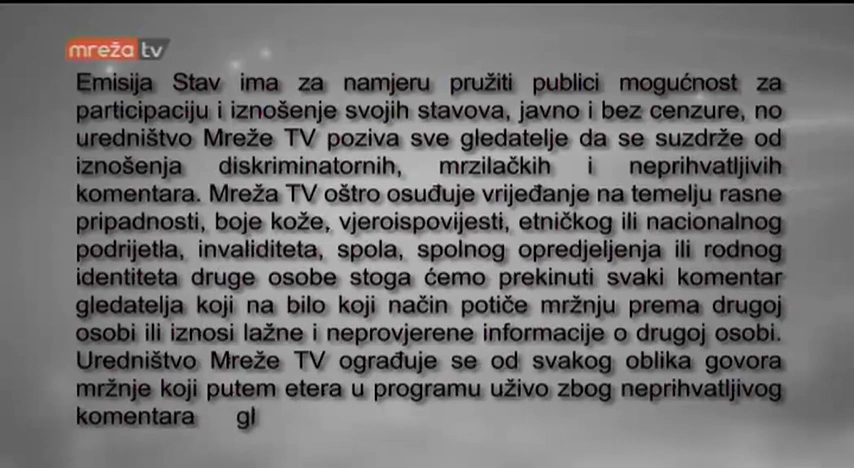 mreža tv
Emisija Stav ima za namjeru pružiti publici mogućnost za
participaciju i iznošenje svojih stavova, javno i bez cenzure, no
uredništvo Mreže TV poziva sve gledatelje da se suzdrže od
iznošenja diskriminatornih, mrzilačkih i neprihvatljivih
komentara. Mreža TV oštro osuđuje vrijeđanje na temelju rasne
pripadnosti, boje kože, vjeroispovijesti, etničkog ili nacionalnog
podrijetla, invaliditeta, spola, spolnog opredjeljenja ili rodnog
identiteta druge osobe stoga ćemo prekinuti svaki komentar
gledatelja koji na bilo koji način potiče mržnju prema drugoj
osobi ili iznosi lažne i neprovjerene informacije o drugoj osobi.
Uredništvo Mreže TV ograđuje se od svakog oblika govora
mržnje koji putem etera u programu uživo zbog neprihvatljivog
komentara gl